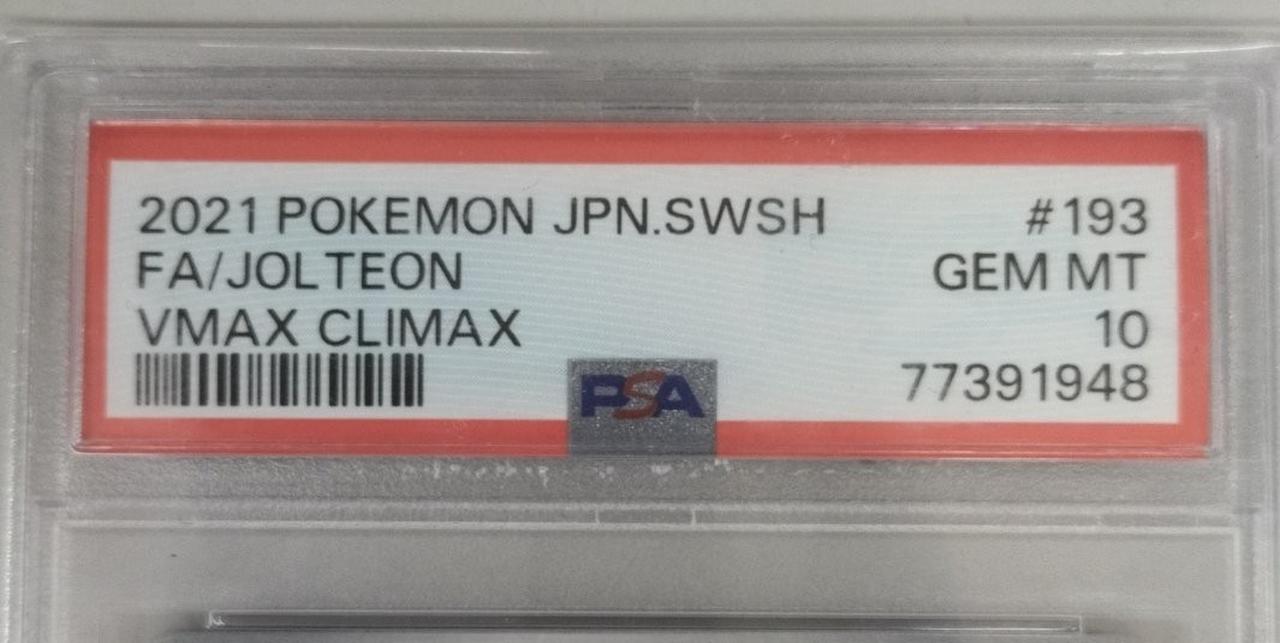 2021 POKEMON JPN.SWSH #193
FA/JOLTEON GEM MT
VMAX CLIMAX 10
77391948
PSA